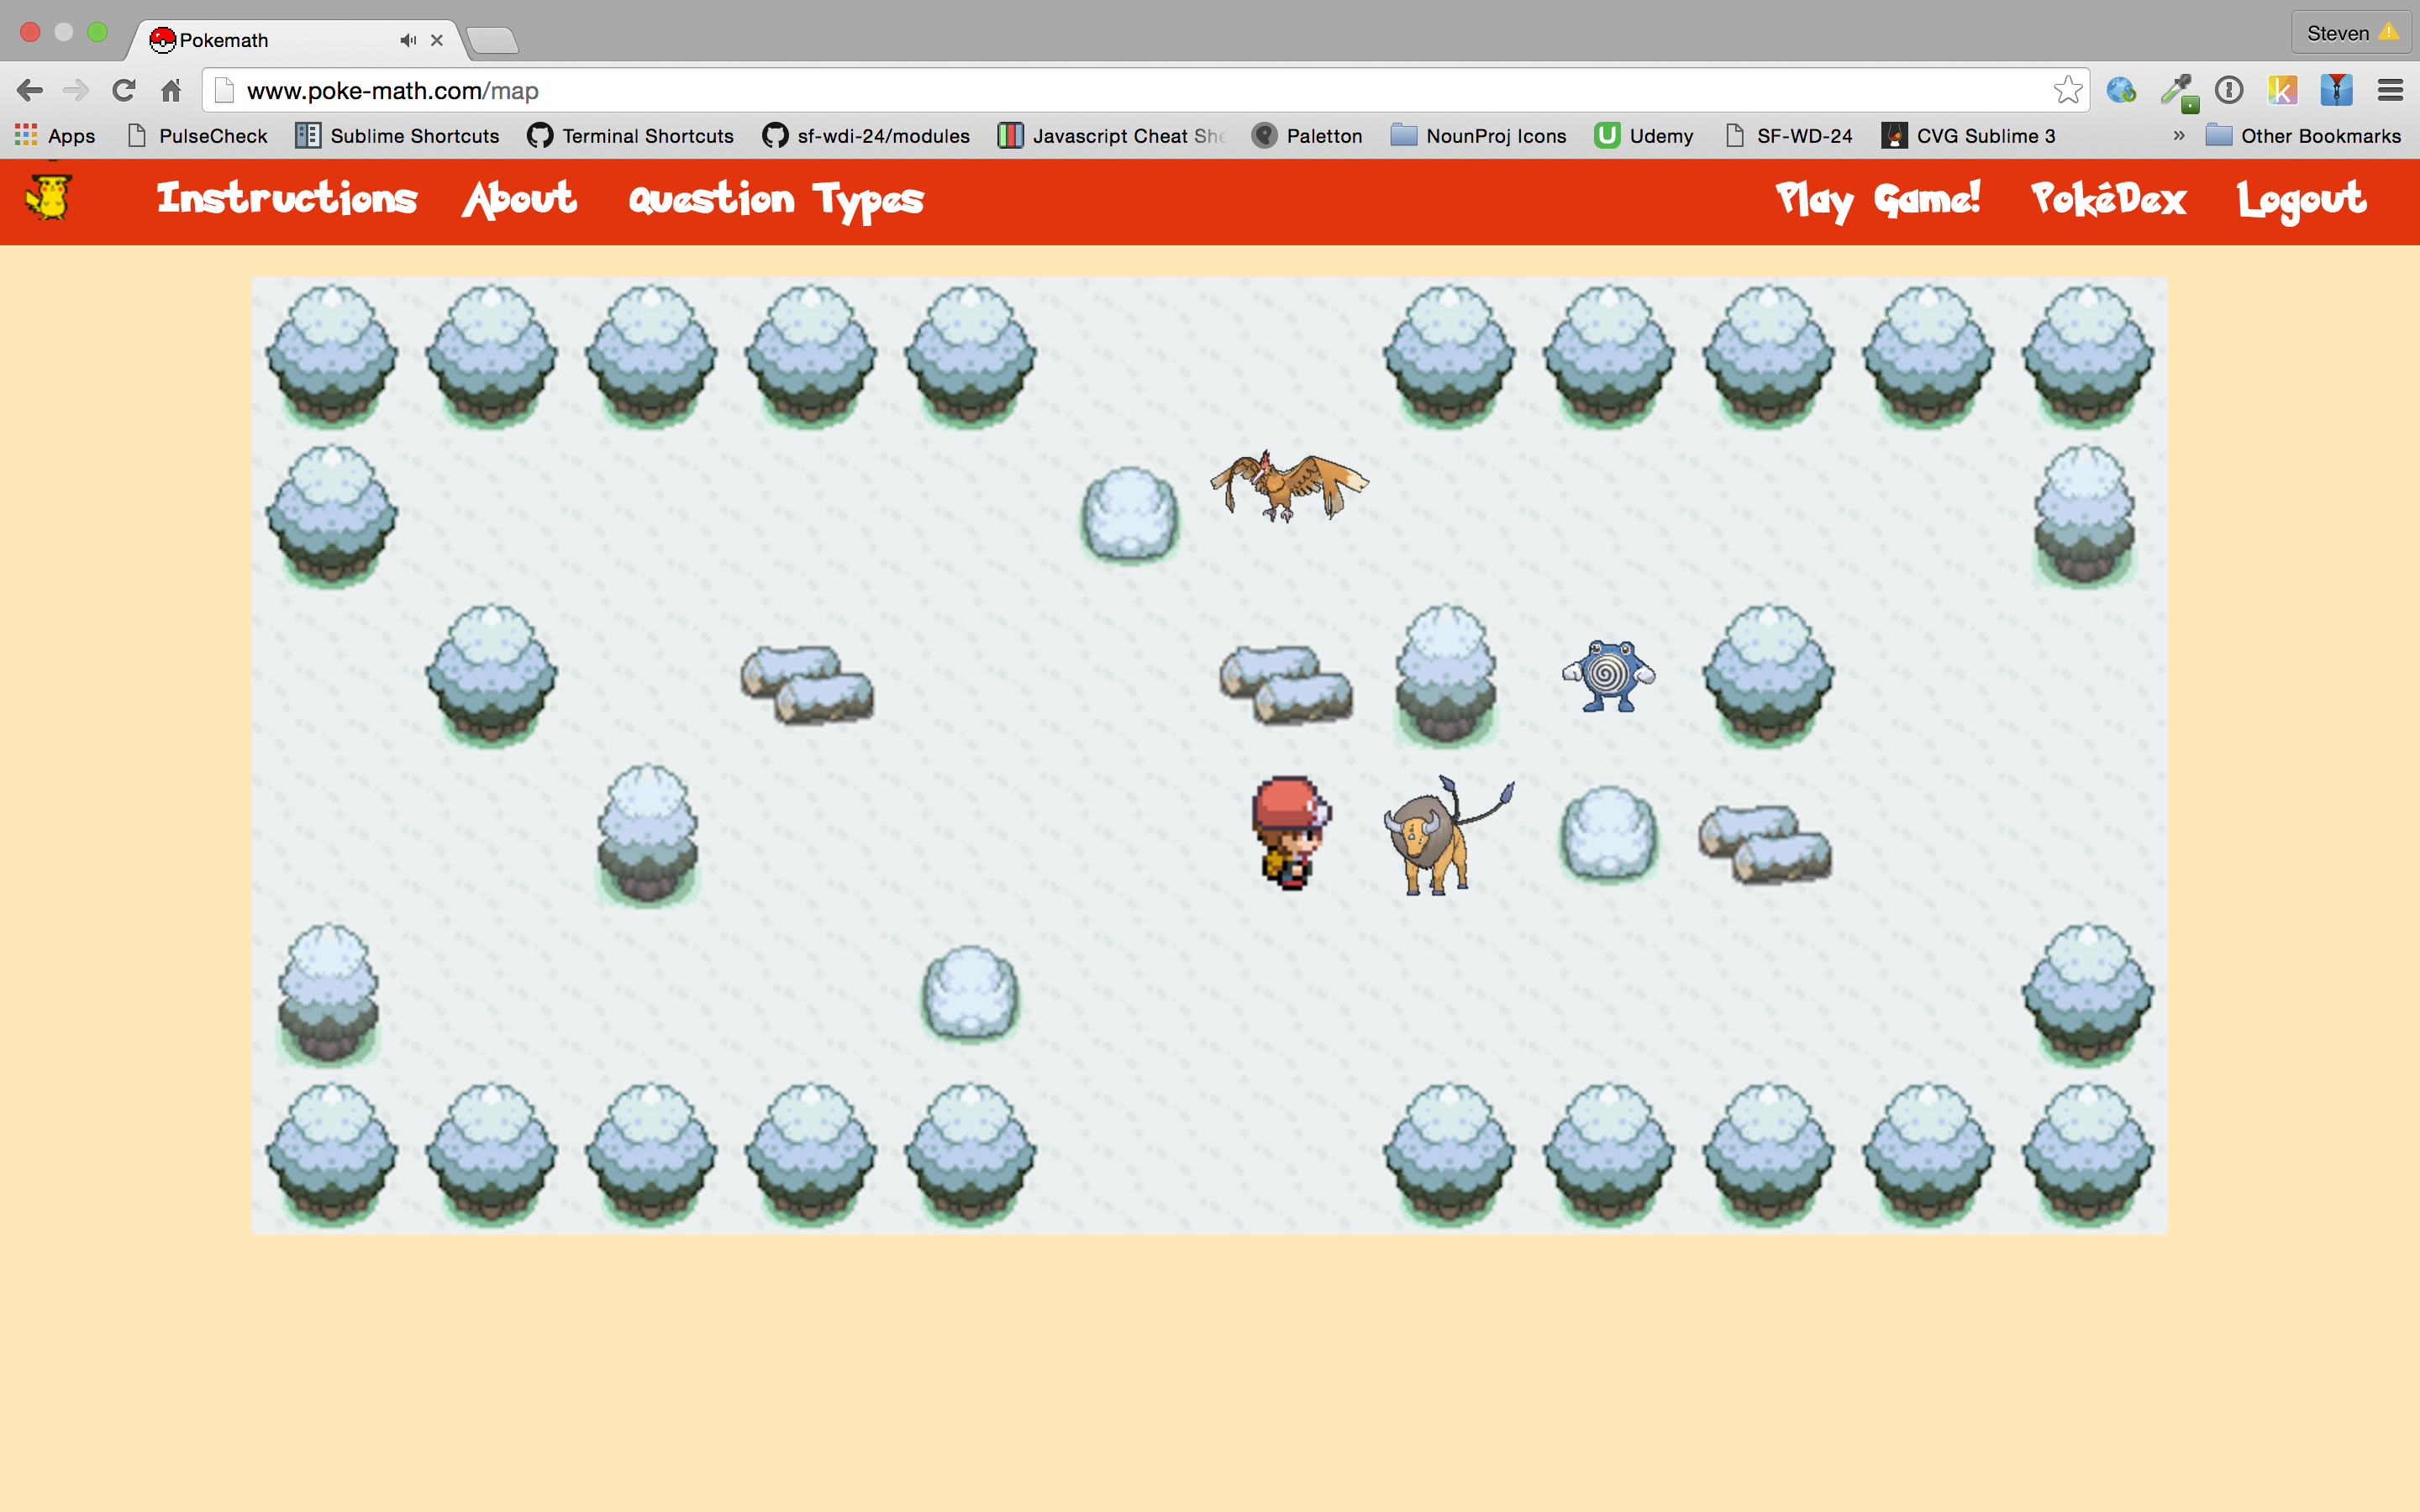 Pokemath
Steven
www.poke-math.com/map
Apps PulseCheck Sublime Shortcuts Terminal Shortcuts sf-wdi-24/modules Javascript Cheat She Paletton NounProj Icons Udemy SF-WD-24 CVG Sublime 3 » Other Bookmarks
Instructions About Question Types Play Game! PokéDex Logout